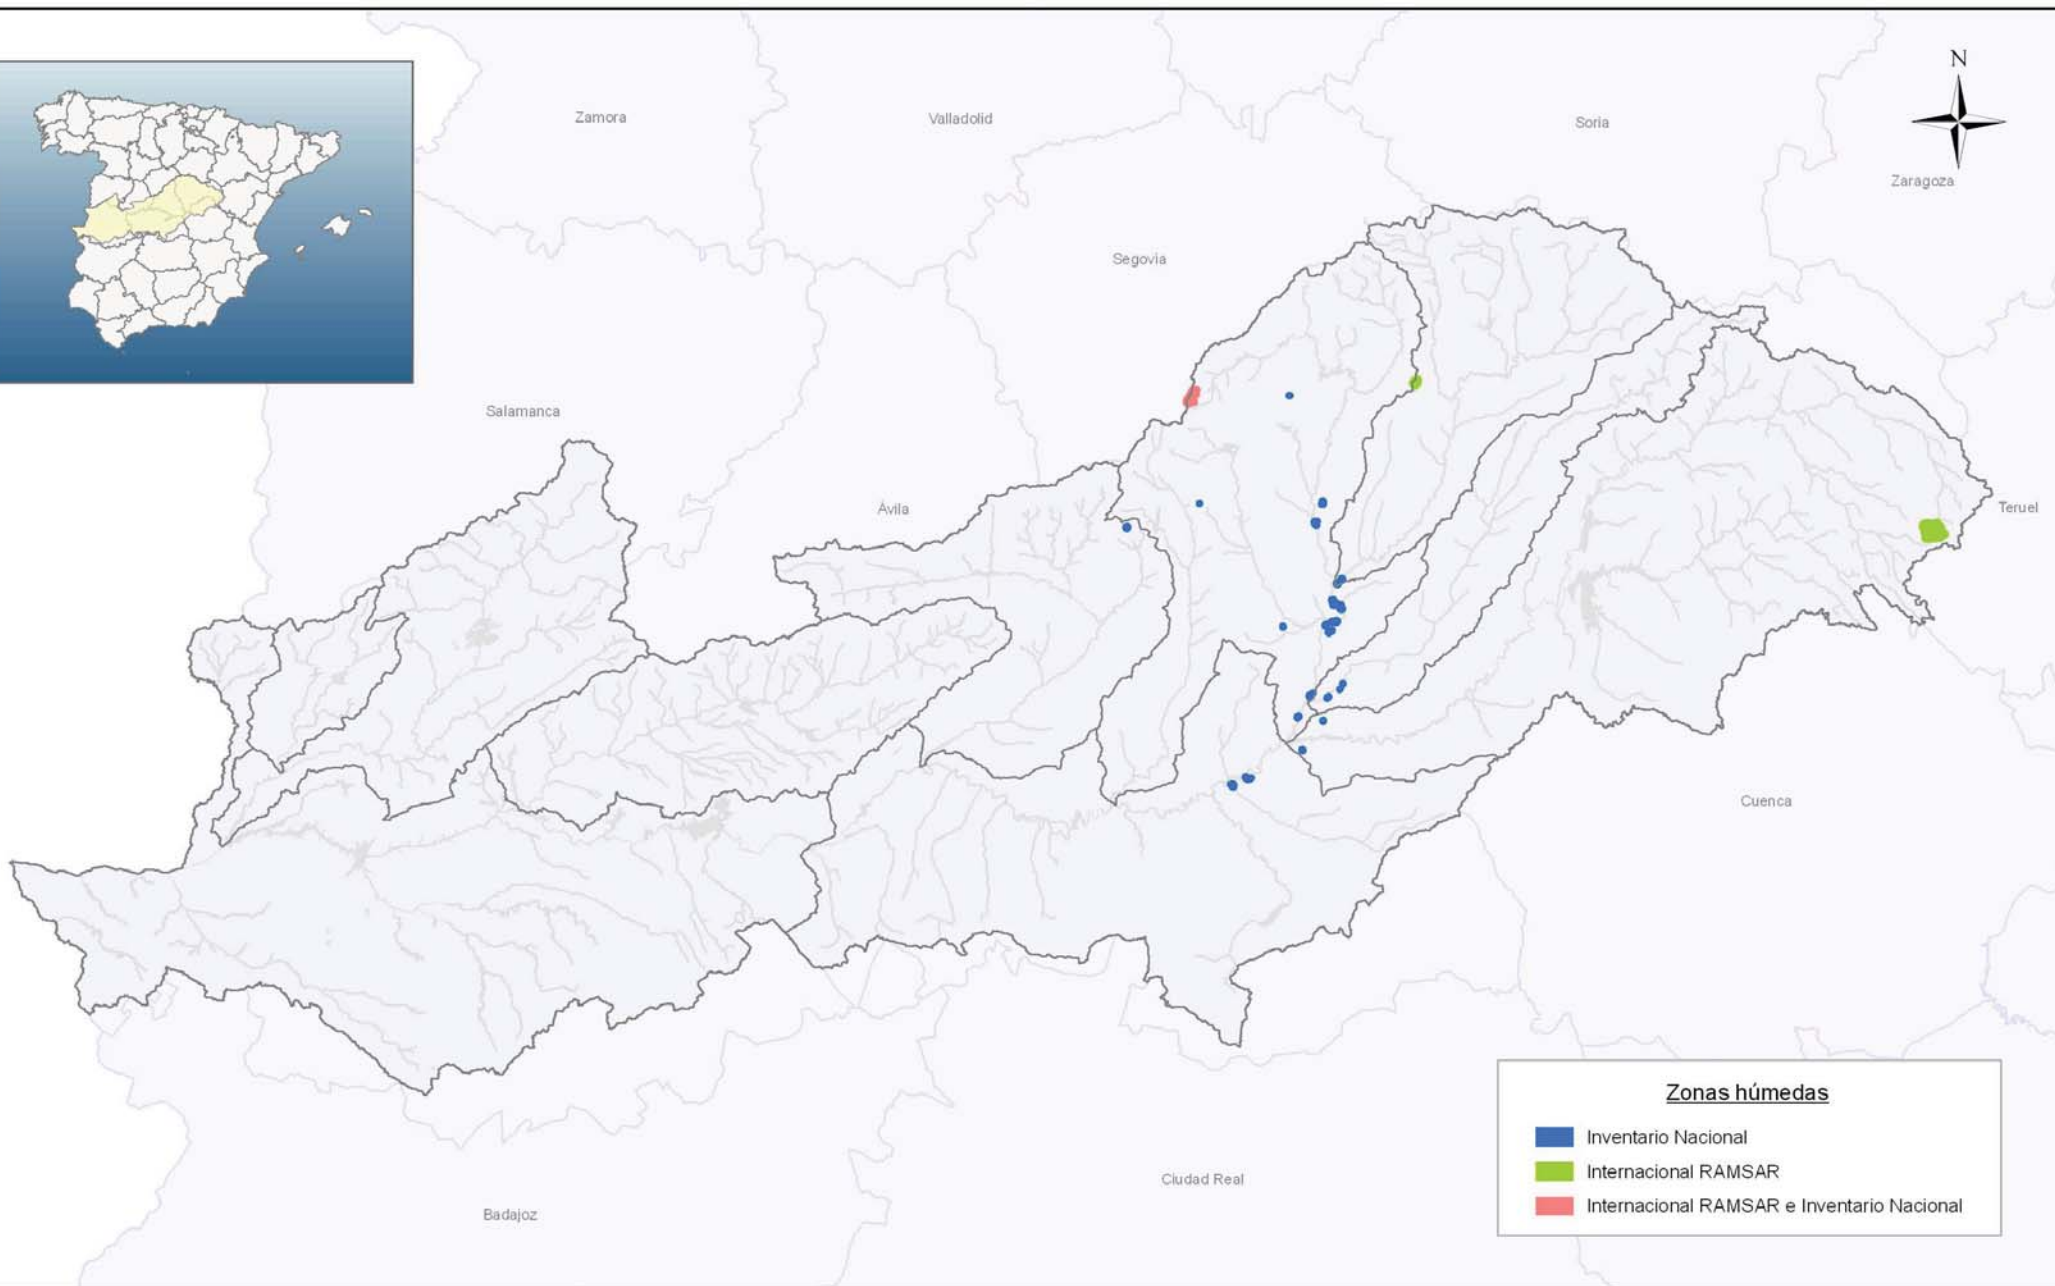 N
Zamora
Valladolid
Soria
Zaragoza
Segovia
Salamanca
Ávila
Teruel
Cuenca
Ciudad Real
Badajoz
Zonas húmedas
Inventario Nacional
Internacional RAMSAR
Internacional RAMSAR e Inventario Nacional